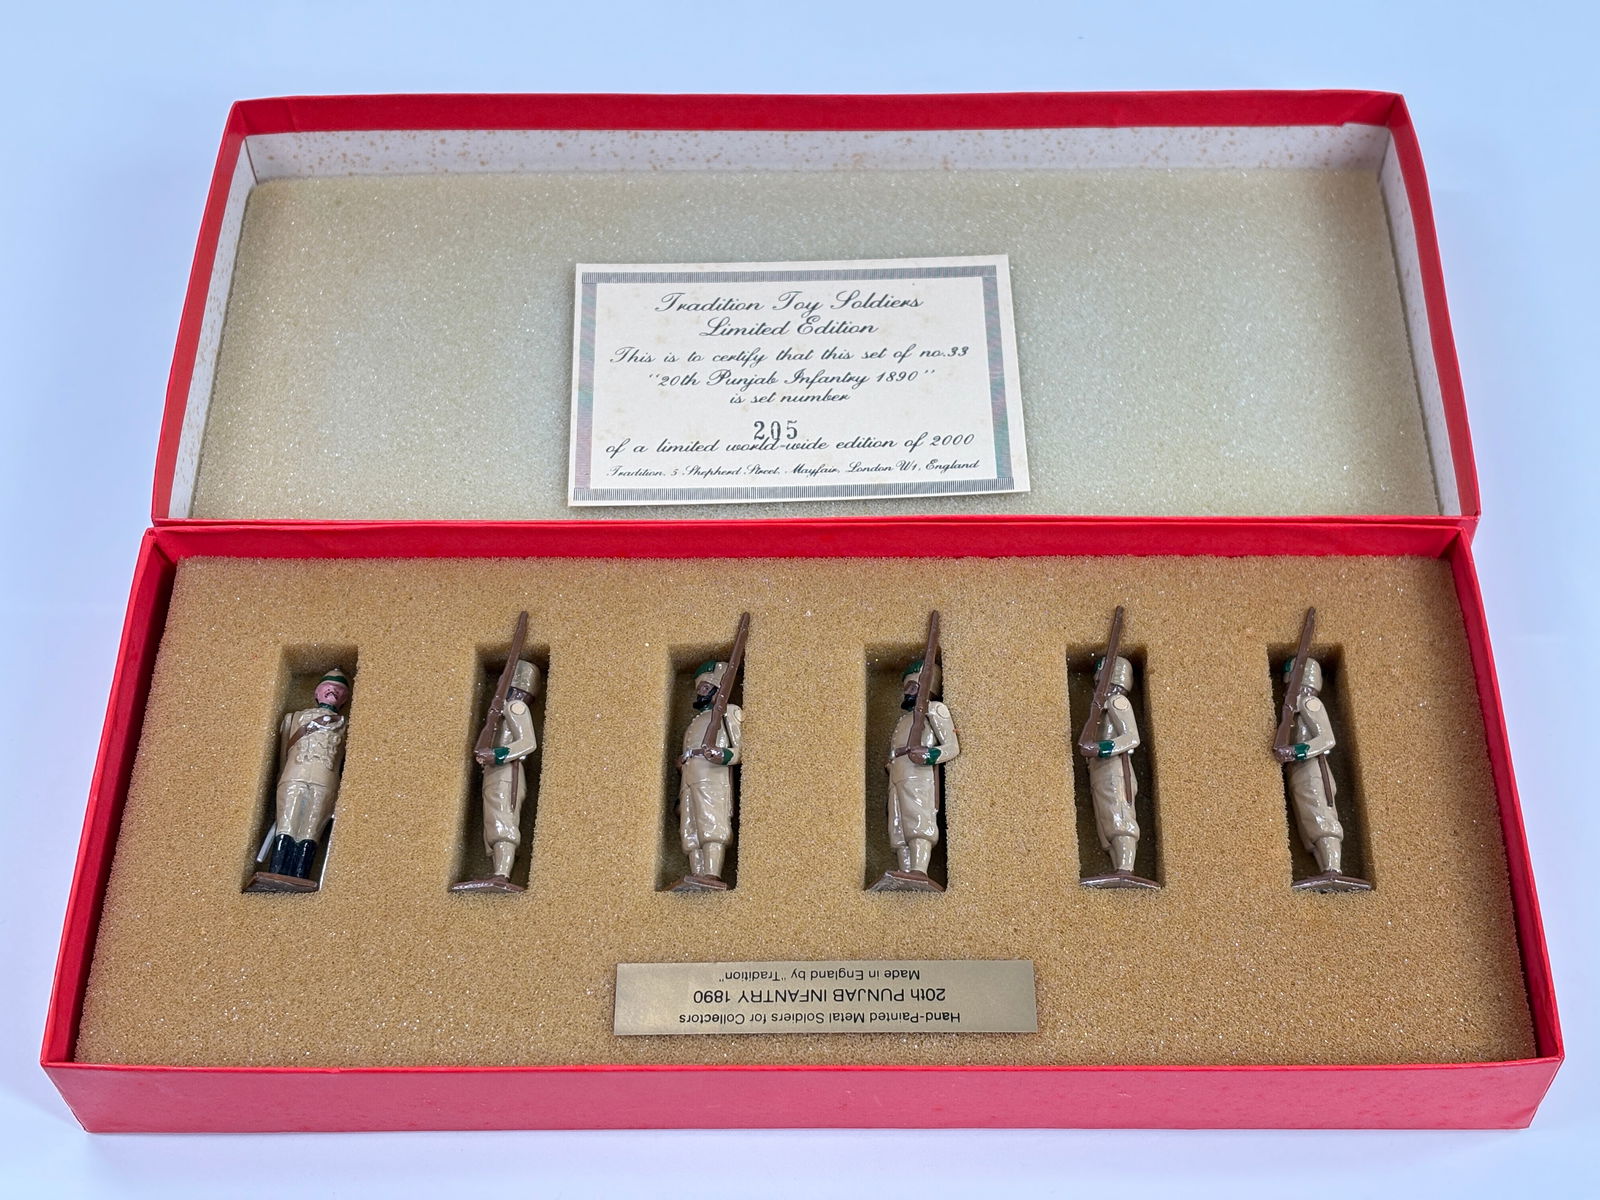 Tradition Toy Soldiers
Limited Edition
This is to certify that this set of no.33
"20th Punjab Infantry 1890"
is set number
205
of a limited world-wide edition of 2000
Tradition, 5 Shepherd Street, Mayfair, London W1, England
Hand-Painted Metal Soldiers for Collectors
20th PUNJAB INFANTRY 1890
Made in England by "Tradition"